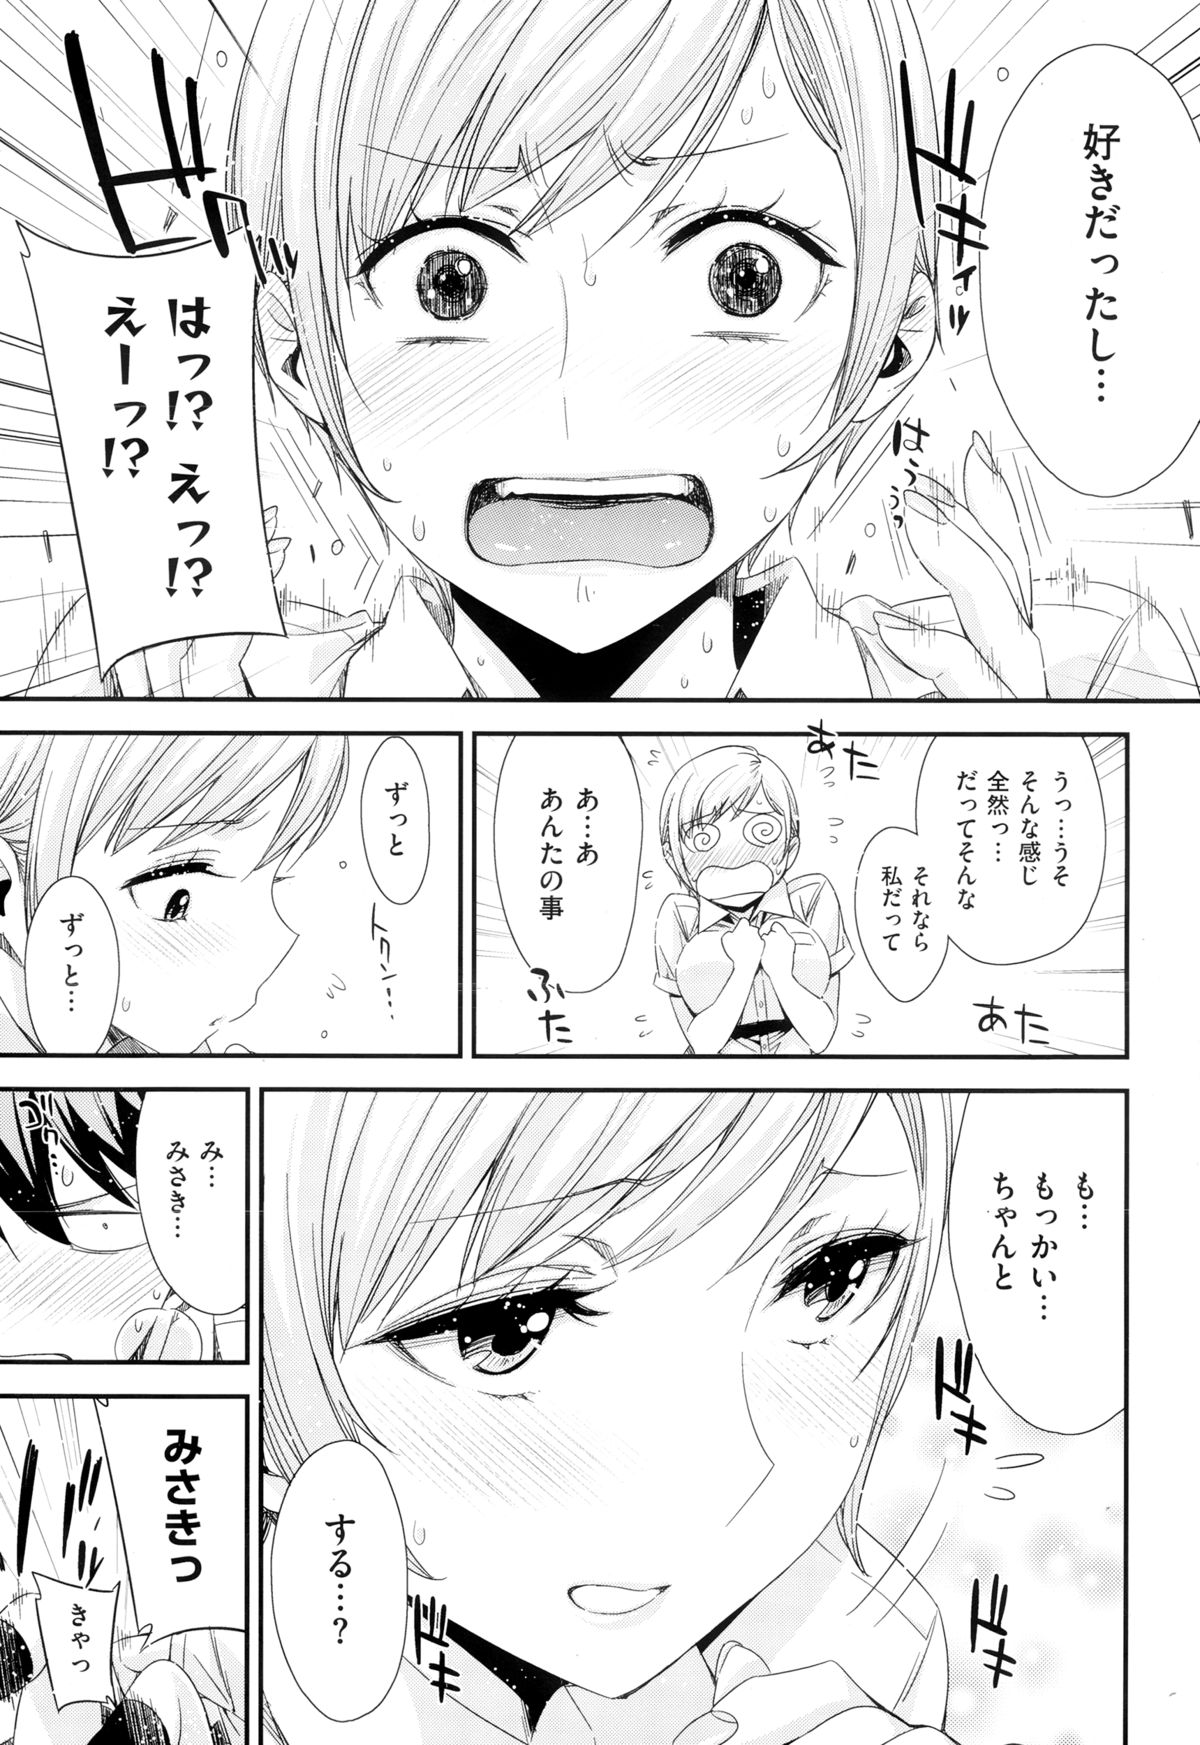 好きだったし…
ドキィッ
はうぅっ
はっ!?えっ!?
えーっ!?
うっ…うそ
そんな感じ
全然っ…
だってそんな
それなら
私だって
あた
あた
あ…あ
あんたの事
ふた
ずっと
トクン…
ずっと…
も…
もっかい…
ちゃんと
ドキ
ドキ
する…?
ドキ
み…
みさき…
ゴクッ…
みさきっ
きゃっ